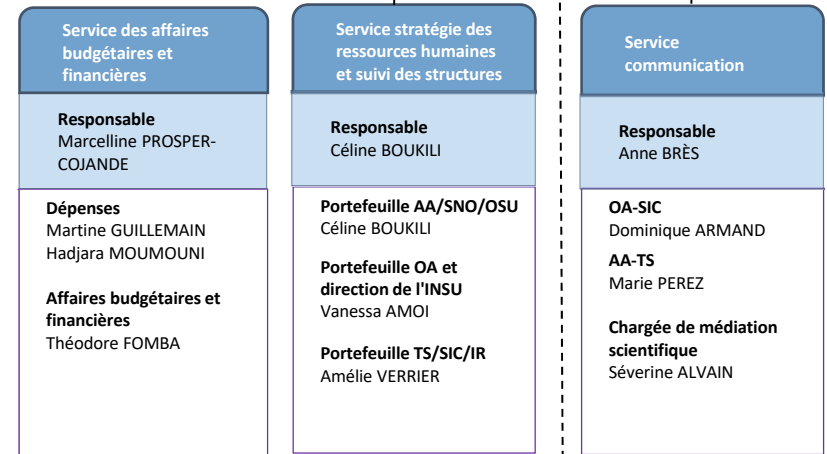 Service des affaires
budgétaires et
financières
Responsable
Marcelline PROSPER-
COJANDE
Dépenses
Martine GUILLEMAIN
Hadjara MOUMOUNI
Affaires budgétaires et
financières
Théodore FOMBA
Service stratégie des
ressources humaines
et suivi des structures
Responsable
Céline BOUKILI
Portefeuille AA/SNO/OSU
Céline BOUKILI
Portefeuille OA et
direction de l'INSU
Vanessa AMOI
Portefeuille TS/SIC/IR
Amélie VERRIER
Service
communication
Responsable
Anne BRÈS
OA-SIC
Dominique ARMAND
AA-TS
Marie PEREZ
Chargée de médiation
scientifique
Séverine ALVAIN